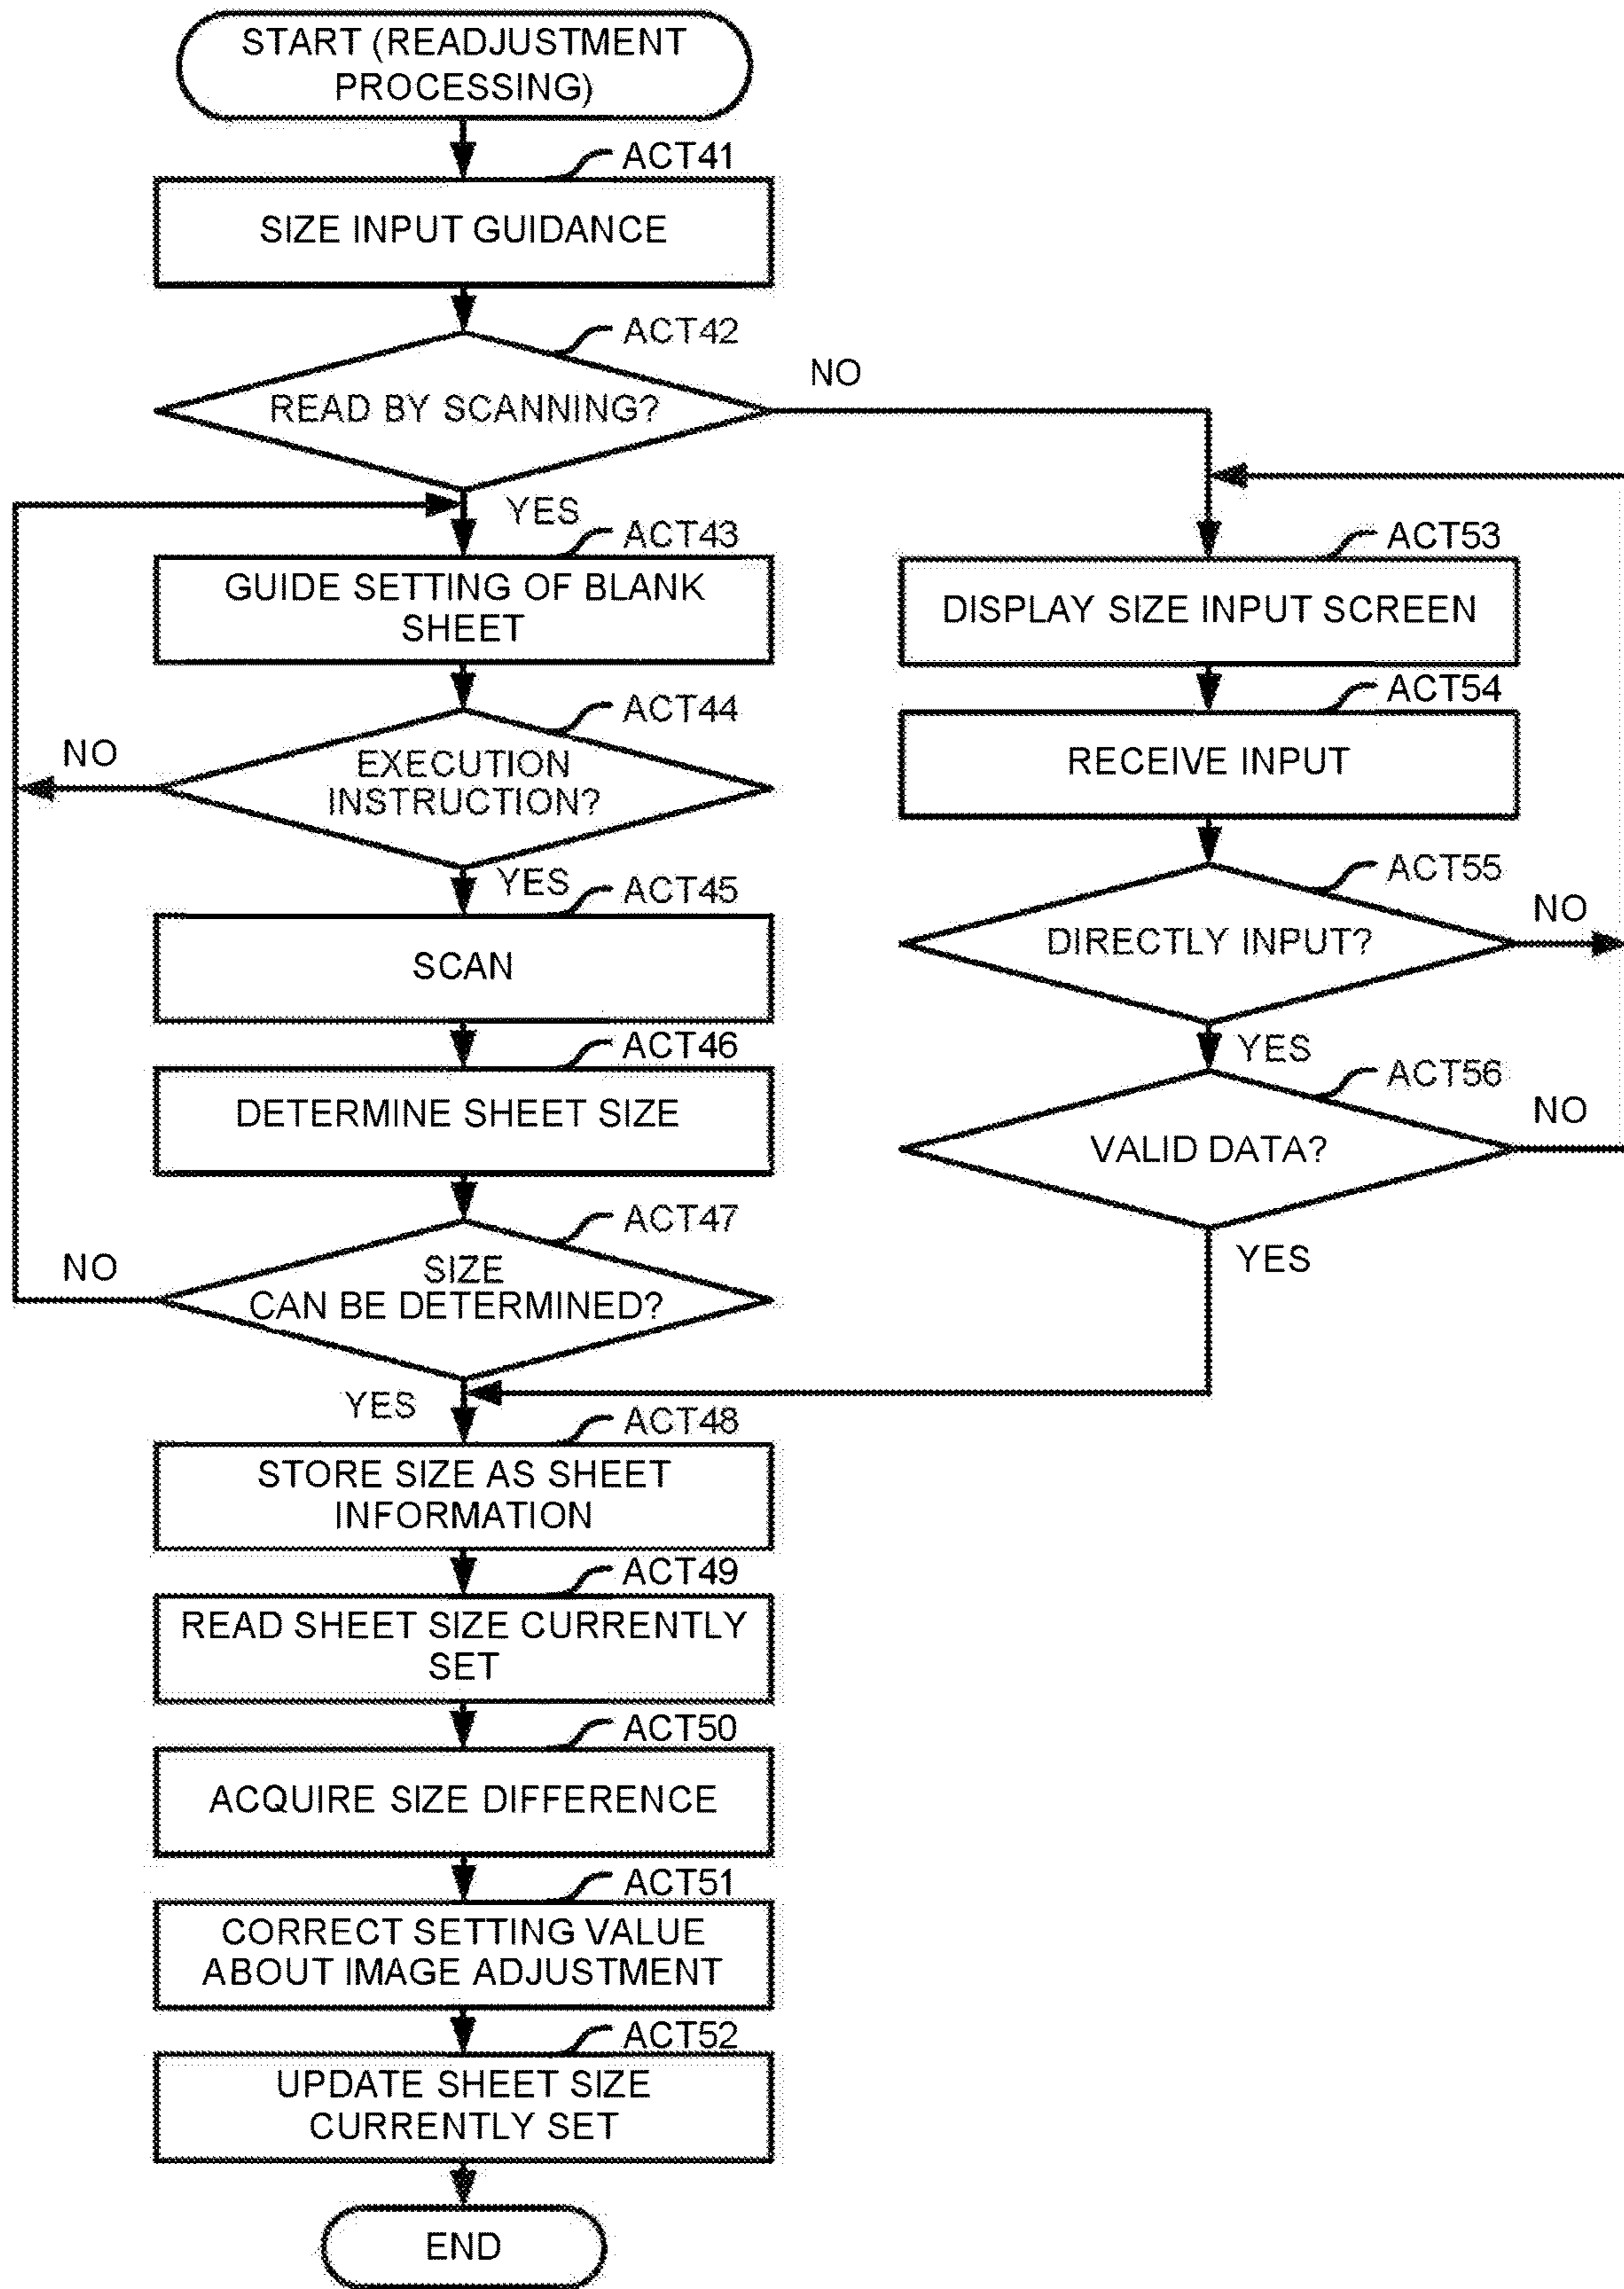 START (READJUSTMENT
PROCESSING)
ACT41
SIZE INPUT GUIDANCE
ACT42
READ BY SCANNING?
NO
YES
ACT43
GUIDE SETTING OF BLANK
SHEET
ACT44
EXECUTION
INSTRUCTION?
NO
YES
ACT45
SCAN
ACT46
DETERMINE SHEET SIZE
ACT47
SIZE
CAN BE DETERMINED?
NO
YES
ACT53
DISPLAY SIZE INPUT SCREEN
ACT54
RECEIVE INPUT
ACT55
DIRECTLY INPUT?
NO
YES
ACT56
VALID DATA?
NO
YES
ACT48
STORE SIZE AS SHEET
INFORMATION
ACT49
READ SHEET SIZE CURRENTLY
SET
ACT50
ACQUIRE SIZE DIFFERENCE
ACT51
CORRECT SETTING VALUE
ABOUT IMAGE ADJUSTMENT
ACT52
UPDATE SHEET SIZE
CURRENTLY SET
END